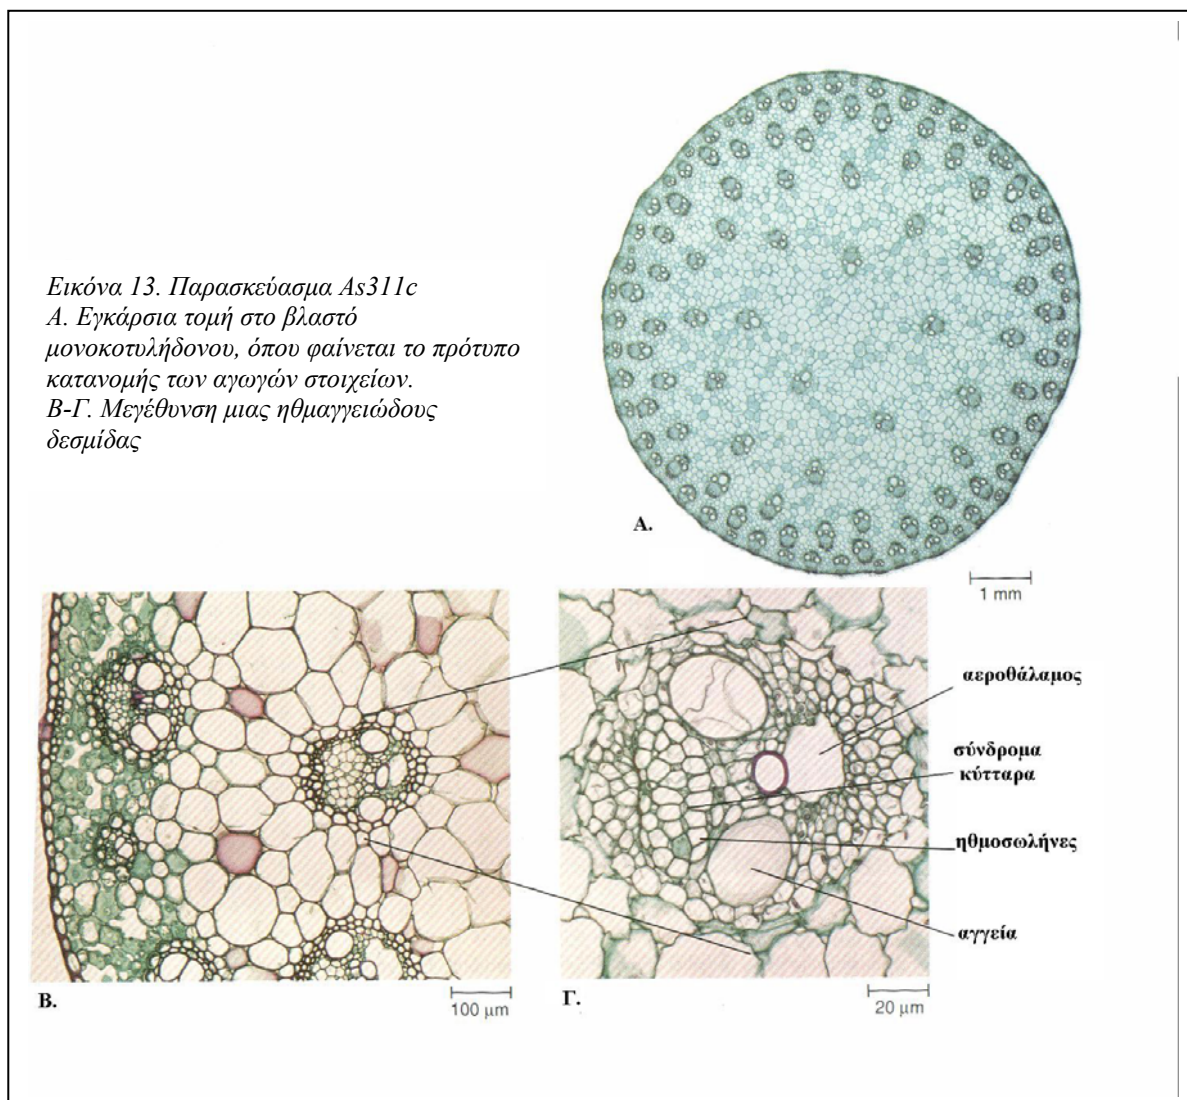 Εικόνα 13. Παρασκεύασμα As311c
Α. Εγκάρσια τομή στο βλαστό
μονοκοτυλήδονου, όπου φαίνεται το πρότυπο
κατανομής των αγωγών στοιχείων.
Β-Γ. Μεγέθυνση μιας ηθμαγγειώδους
δεσμίδας
Α.
1 mm
αεροθάλαμος
σύνδρομα
κύτταρα
ηθμοσωλήνες
αγγεία
Β.
100 μm
Γ.
20 μm